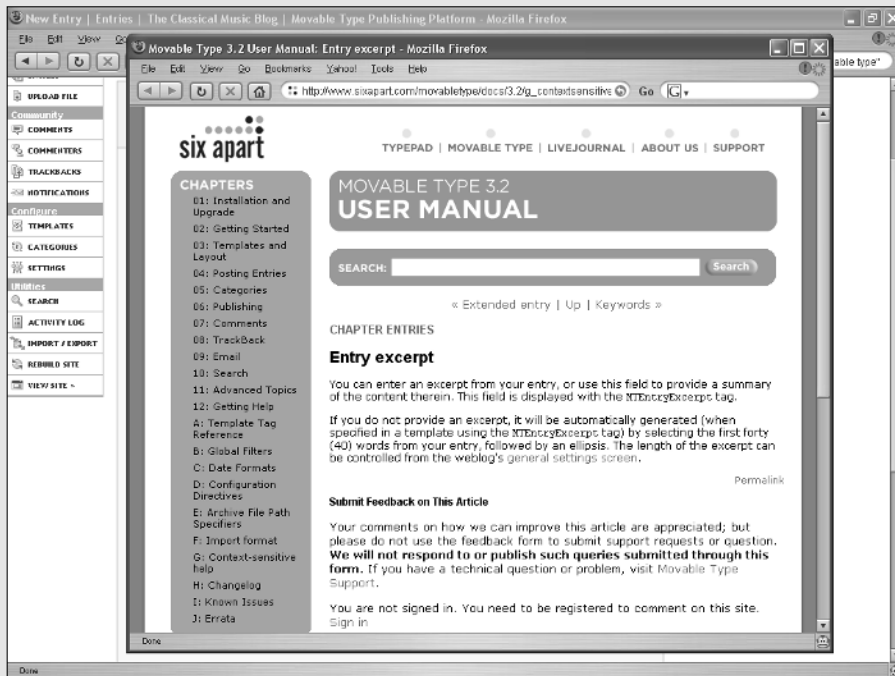 New Entry | Entries | The Classical Music Blog | Movable Type Publishing Platform - Mozilla Firefox
File Edit View Go
able type"
UPLOAD FILE
Community
COMMENTS
COMMENTERS
TRACKBACKS
NOTIFICATIONS
Configure
TEMPLATES
CATEGORIES
SETTINGS
Utilities
SEARCH
ACTIVITY LOG
IMPORT / EXPORT
REBUILD SITE
VIEW SITE »
Done
Movable Type 3.2 User Manual: Entry excerpt - Mozilla Firefox
File Edit View Go Bookmarks Yahoo! Tools Help
http://www.sixapart.com/movabletype/docs/3.2/g_contextsensitive Go G
six apart
TYPEPAD | MOVABLE TYPE | LIVEJOURNAL | ABOUT US | SUPPORT
CHAPTERS
01: Installation and
Upgrade
02: Getting Started
03: Templates and
Layout
04: Posting Entries
05: Categories
06: Publishing
07: Comments
08: TrackBack
09: Email
10: Search
11: Advanced Topics
12: Getting Help
A: Template Tag
Reference
B: Global Filters
C: Date Formats
D: Configuration
Directives
E: Archive File Path
Specifiers
F: Import format
G: Context-sensitive
help
H: Changelog
I: Known Issues
J: Errata
MOVABLE TYPE 3.2
USER MANUAL
SEARCH: Search
« Extended entry | Up | Keywords »
CHAPTER ENTRIES
Entry excerpt
You can enter an excerpt from your entry, or use this field to provide a summary
of the content therein. This field is displayed with the MTEntryExcerpt tag.
If you do not provide an excerpt, it will be automatically generated (when
specified in a template using the MTEntryExcerpt tag) by selecting the first forty
(40) words from your entry, followed by an ellipsis. The length of the excerpt can
be controlled from the weblog's general settings screen.
Permalink
Submit Feedback on This Article
Your comments on how we can improve this article are appreciated; but
please do not use the feedback form to submit support requests or question.
We will not respond to or publish such queries submitted through this
form. If you have a technical question or problem, visit Movable Type
Support.
You are not signed in. You need to be registered to comment on this site.
Sign in
Done